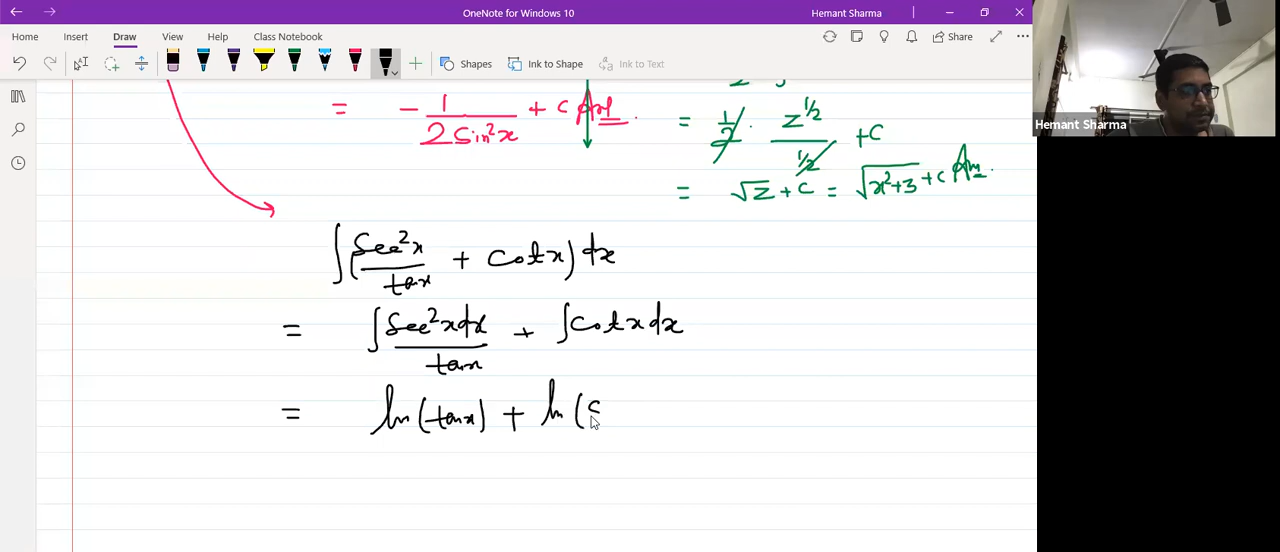 OneNote for Windows 10
Hemant Sharma
Home Insert Draw View Help Class Notebook
Share
Shapes Ink to Shape Ink to Text
Hemant Sharma
= - 1/(2 Sin²x) + C Ans.
= 1/2 · z^1/2 / 1/2 + C
= √z + C = √(x²+3) + C Ans.
∫(Sec²x/tanx + Cotx) dx
= ∫ Sec²x dx/tanx + ∫ Cotx dx
= ln(tanx) + ln(